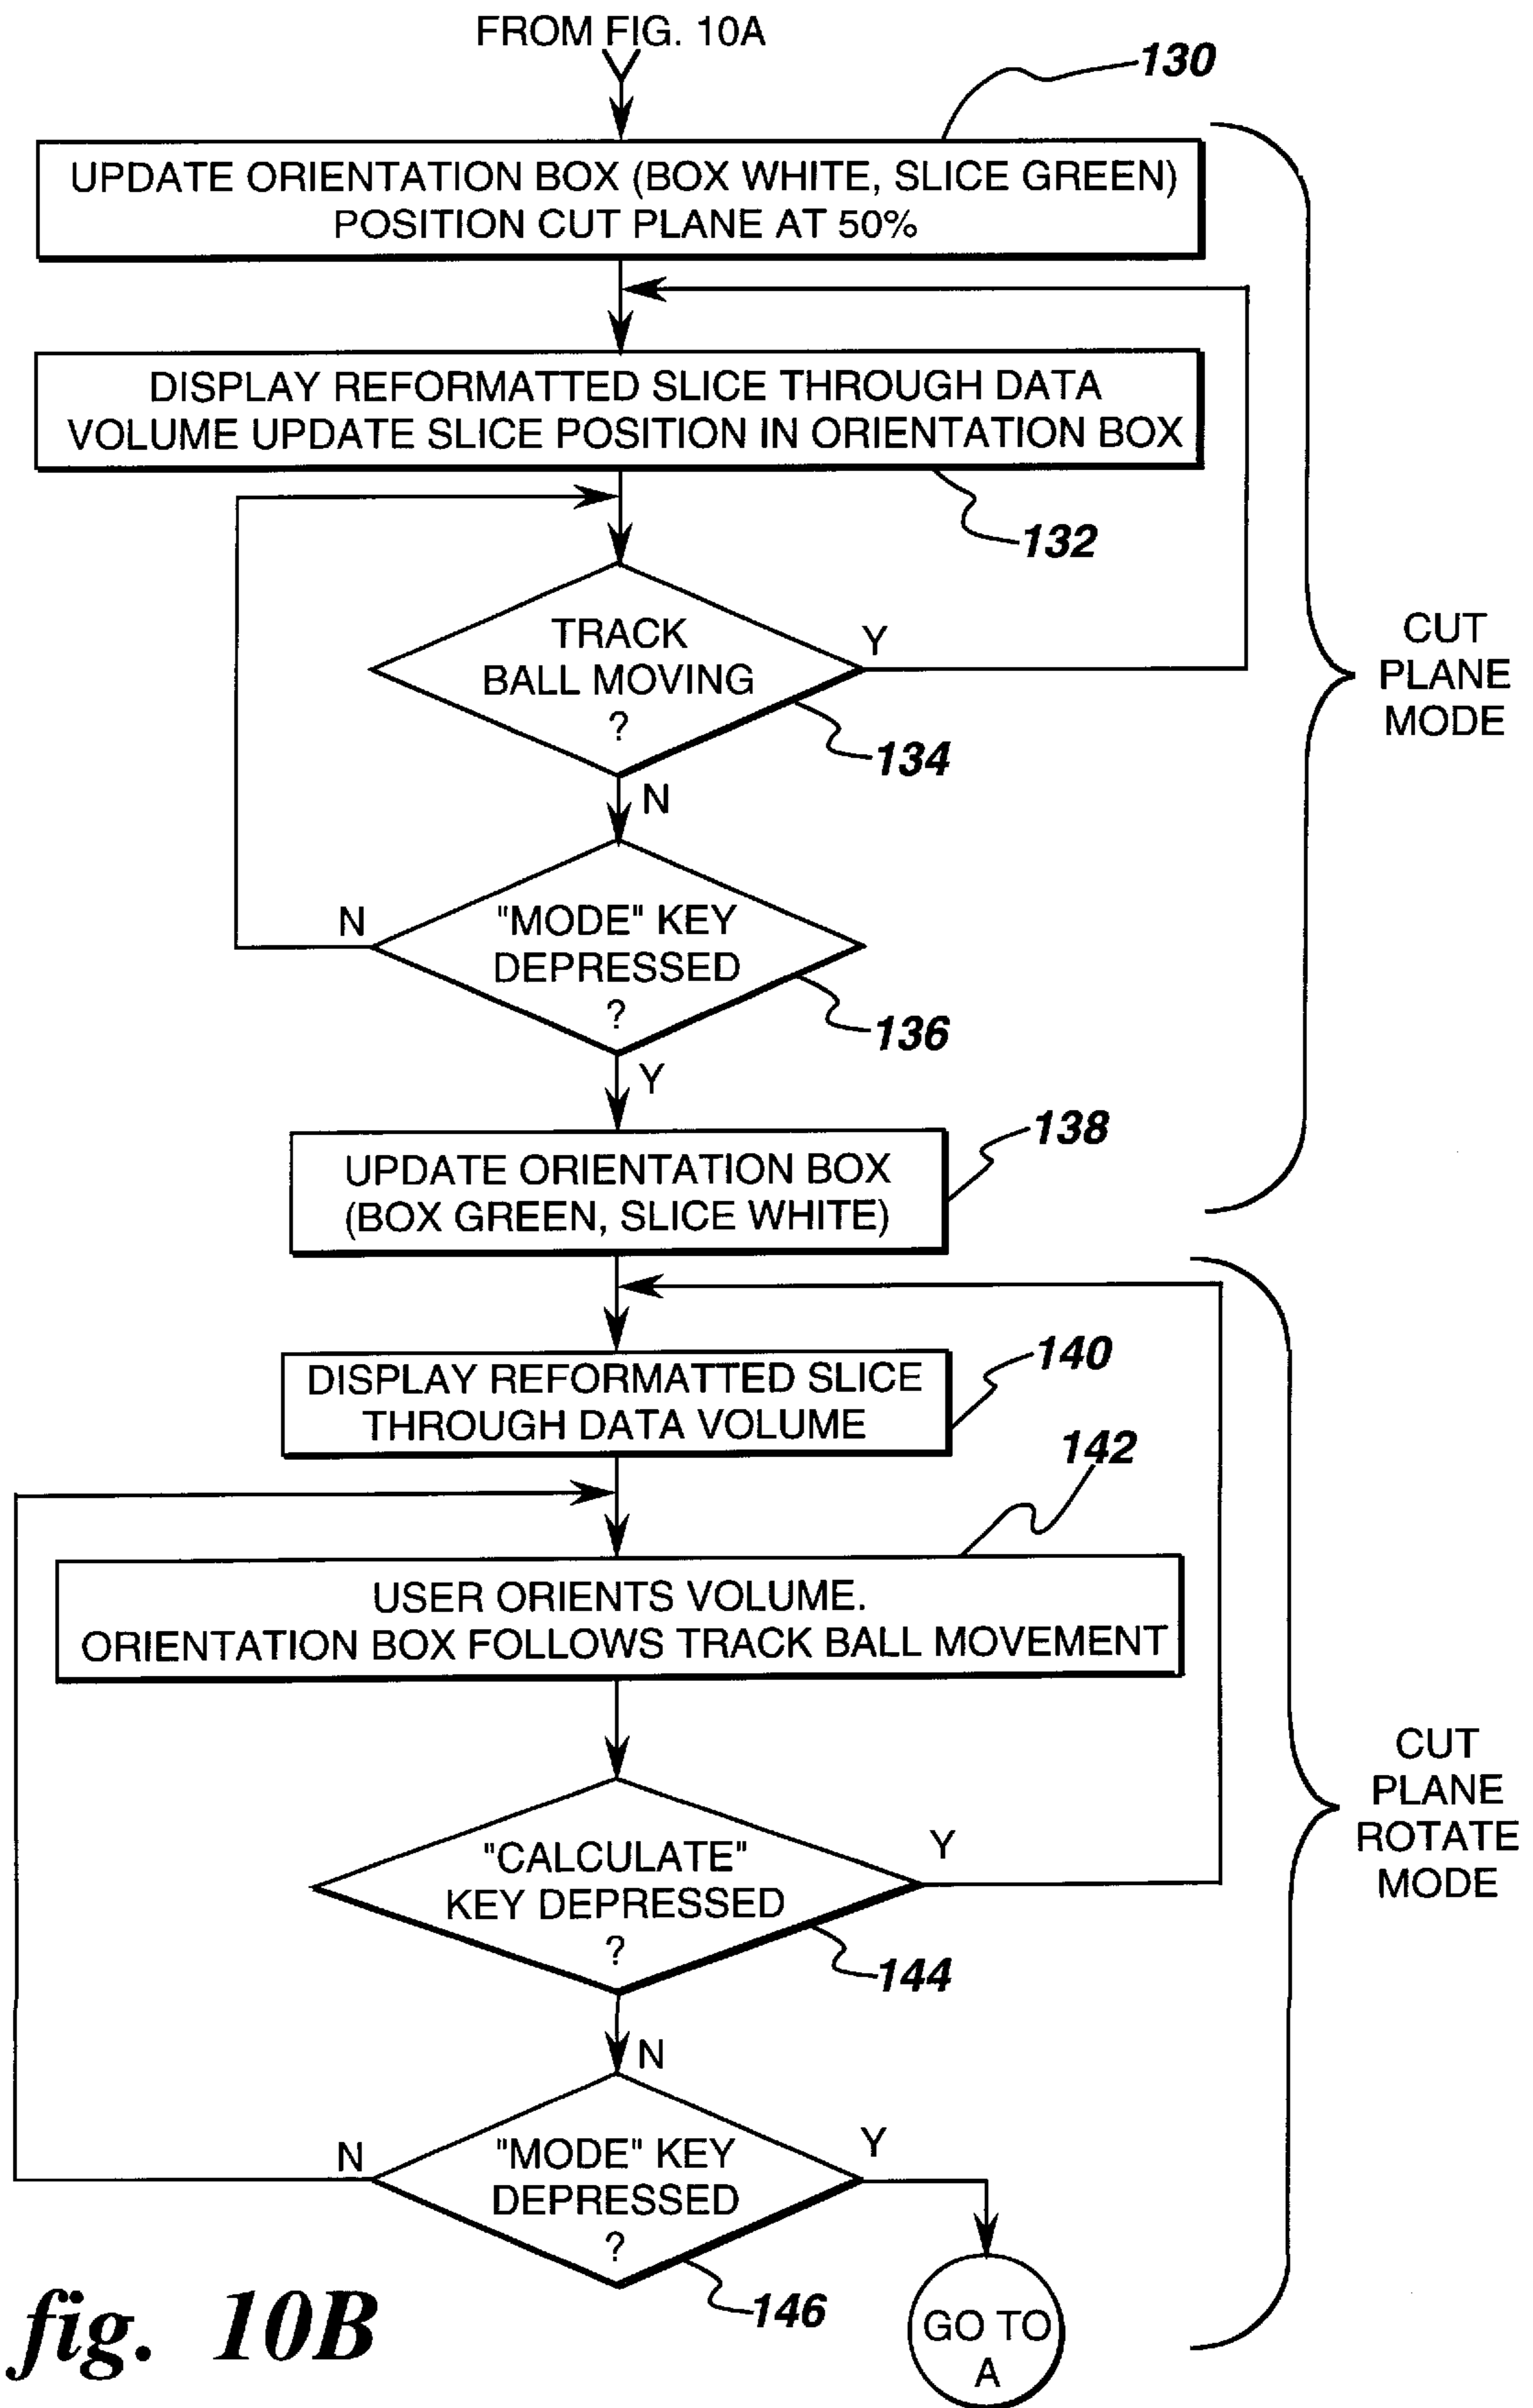 FROM FIG. 10A
130
UPDATE ORIENTATION BOX (BOX WHITE, SLICE GREEN)
POSITION CUT PLANE AT 50%
DISPLAY REFORMATTED SLICE THROUGH DATA
VOLUME UPDATE SLICE POSITION IN ORIENTATION BOX
132
TRACK
BALL MOVING
?
Y
134
N
CUT
PLANE
MODE
"MODE" KEY
DEPRESSED
?
N
136
Y
138
UPDATE ORIENTATION BOX
(BOX GREEN, SLICE WHITE)
140
DISPLAY REFORMATTED SLICE
THROUGH DATA VOLUME
142
USER ORIENTS VOLUME.
ORIENTATION BOX FOLLOWS TRACK BALL MOVEMENT
"CALCULATE"
KEY DEPRESSED
?
Y
144
N
CUT
PLANE
ROTATE
MODE
"MODE" KEY
DEPRESSED
?
N
Y
146
GO TO
A
fig. 10B